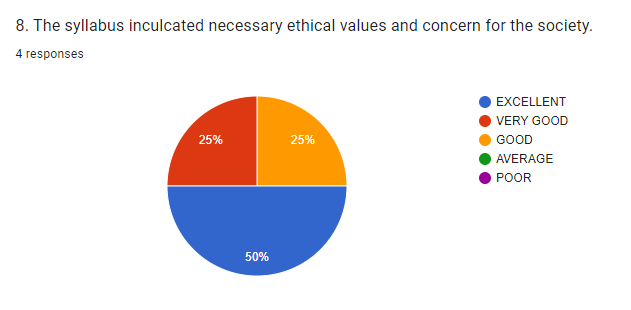 8. The syllabus inculcated necessary ethical values and concern for the society.
4 responses
25%
25%
50%
EXCELLENT
VERY GOOD
GOOD
AVERAGE
POOR